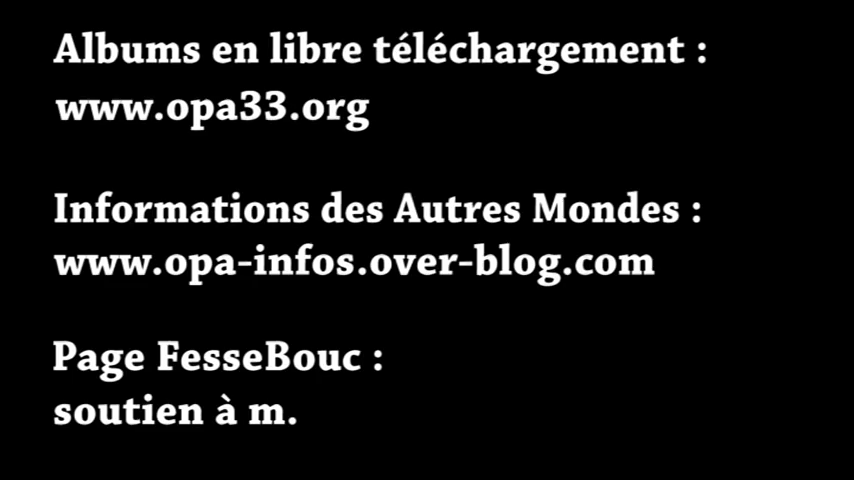 Albums en libre téléchargement :
www.opa33.org
Informations des Autres Mondes :
www.opa-infos.over-blog.com
Page FesseBouc :
soutien à m.